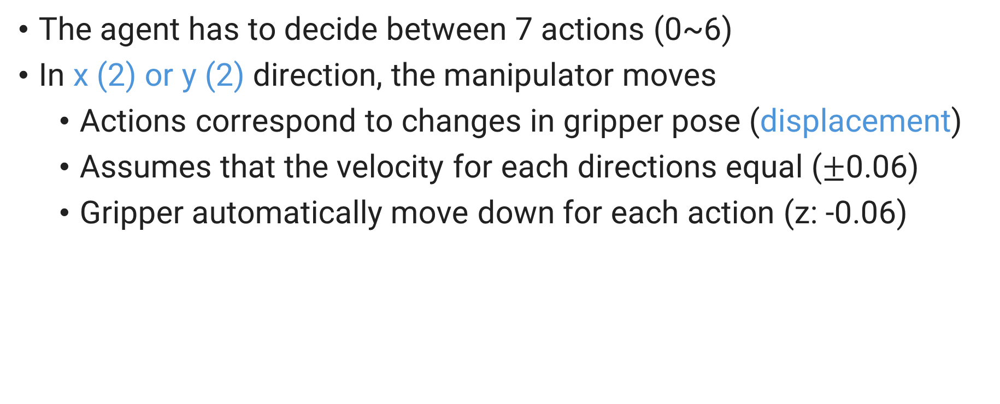 • The agent has to decide between 7 actions (0~6)
• In x (2) or y (2) direction, the manipulator moves
• Actions correspond to changes in gripper pose (displacement)
• Assumes that the velocity for each directions equal (±0.06)
• Gripper automatically move down for each action (z: -0.06)